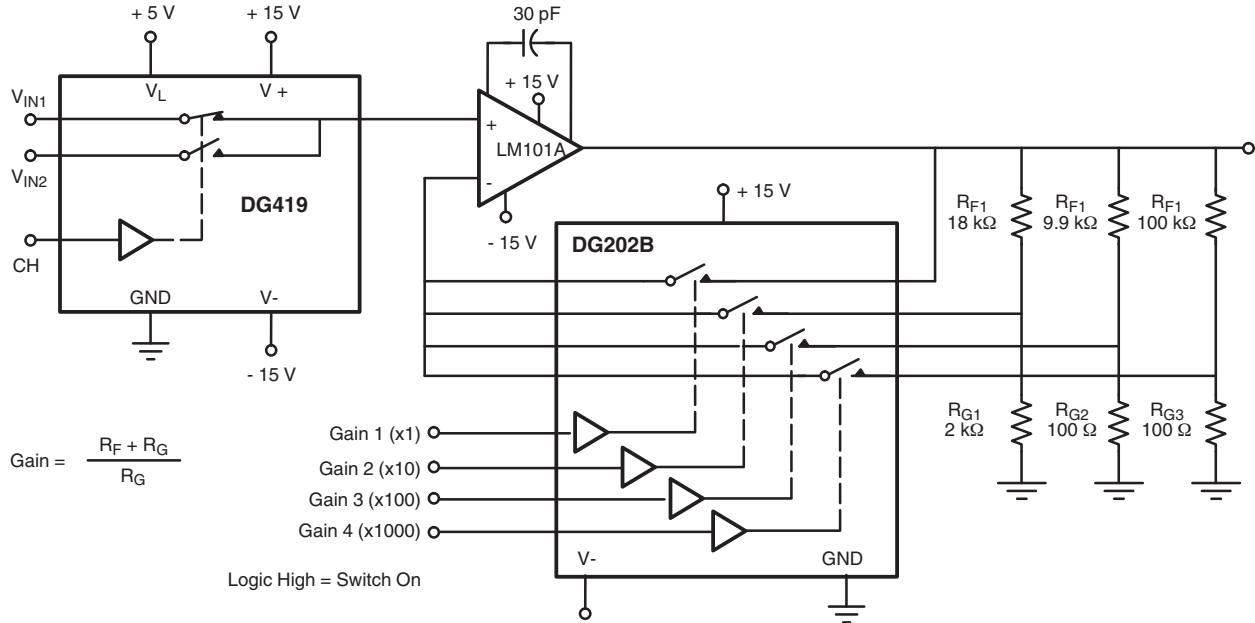 + 5 V
+ 15 V
30 pF
V_L
V +
+ 15 V
V_IN1
+
LM101A
V_IN2
-
DG419
+ 15 V
R_F1
18 kΩ
R_F1
9.9 kΩ
R_F1
100 kΩ
- 15 V
DG202B
CH
GND
V-
- 15 V
R_G1
2 kΩ
R_G2
100 Ω
R_G3
100 Ω
Gain 1 (x1)
Gain = R_F + R_G
R_G
Gain 2 (x10)
Gain 3 (x100)
Gain 4 (x1000)
V-
GND
Logic High = Switch On